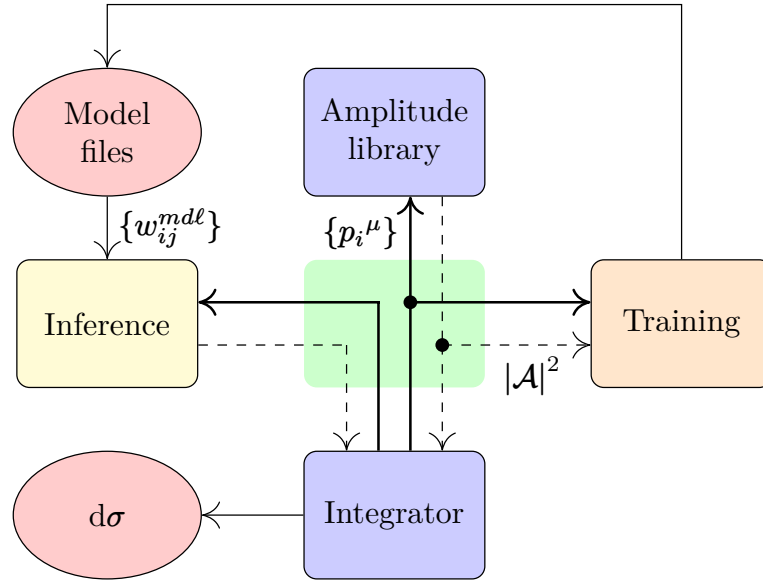 Model
files
Amplitude
library
{w_{ij}^{mdℓ}}
{p_i^μ}
Inference
Training
|𝒜|²
dσ
Integrator